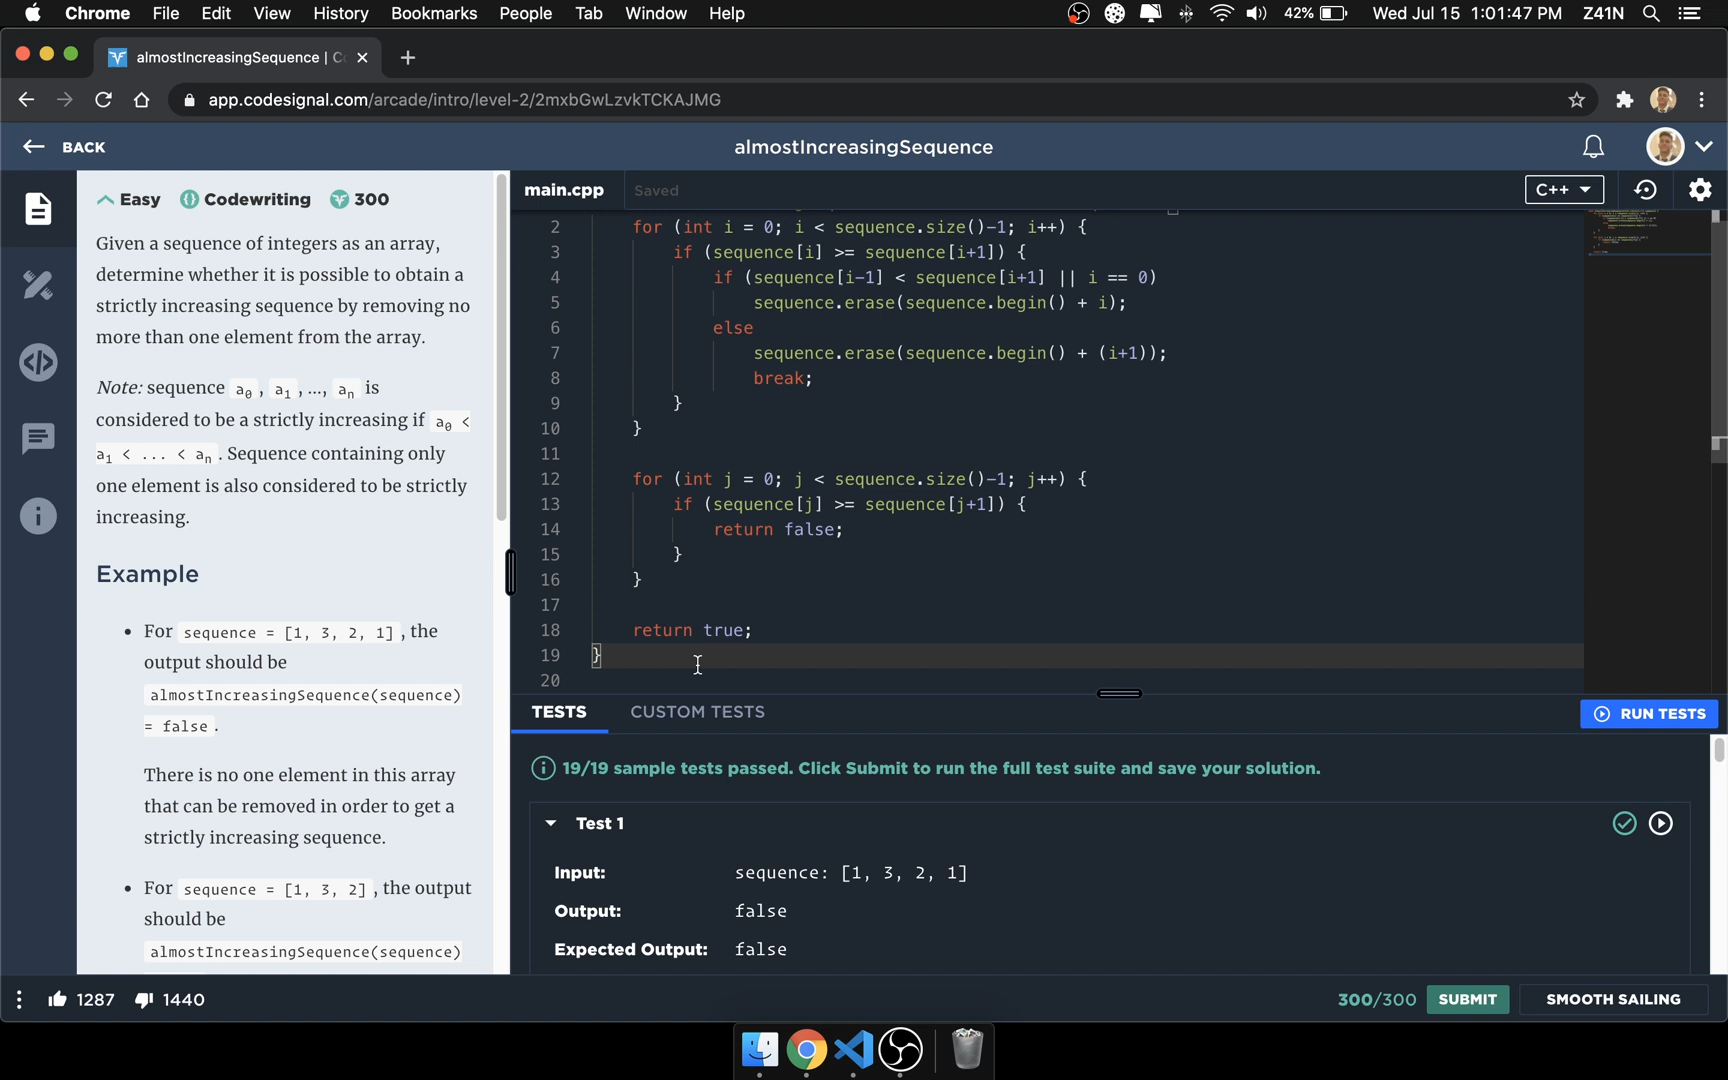 Chrome File Edit View History Bookmarks People Tab Window Help 42% Wed Jul 15 1:01:47 PM Z41N
almostIncreasingSequence | C
app.codesignal.com/arcade/intro/level-2/2mxbGwLzvkTCKAJMG
BACK almostIncreasingSequence
Easy Codewriting 300
Given a sequence of integers as an array,
determine whether it is possible to obtain a
strictly increasing sequence by removing no
more than one element from the array.
Note: sequence a0, a1, ..., an is
considered to be a strictly increasing if a0 <
a1 < ... < an. Sequence containing only
one element is also considered to be strictly
increasing.
Example
• For sequence = [1, 3, 2, 1], the
output should be
almostIncreasingSequence(sequence)
= false.
There is no one element in this array
that can be removed in order to get a
strictly increasing sequence.
• For sequence = [1, 3, 2], the output
should be
almostIncreasingSequence(sequence)
1287 1440
main.cpp Saved C++
2 for (int i = 0; i < sequence.size()-1; i++) {
3 if (sequence[i] >= sequence[i+1]) {
4 if (sequence[i-1] < sequence[i+1] || i == 0)
5 sequence.erase(sequence.begin() + i);
6 else
7 sequence.erase(sequence.begin() + (i+1));
8 break;
9 }
10 }
11
12 for (int j = 0; j < sequence.size()-1; j++) {
13 if (sequence[j] >= sequence[j+1]) {
14 return false;
15 }
16 }
17
18 return true;
19 }
20
TESTS CUSTOM TESTS RUN TESTS
19/19 sample tests passed. Click Submit to run the full test suite and save your solution.
Test 1
Input: sequence: [1, 3, 2, 1]
Output: false
Expected Output: false
300/300 SUBMIT SMOOTH SAILING